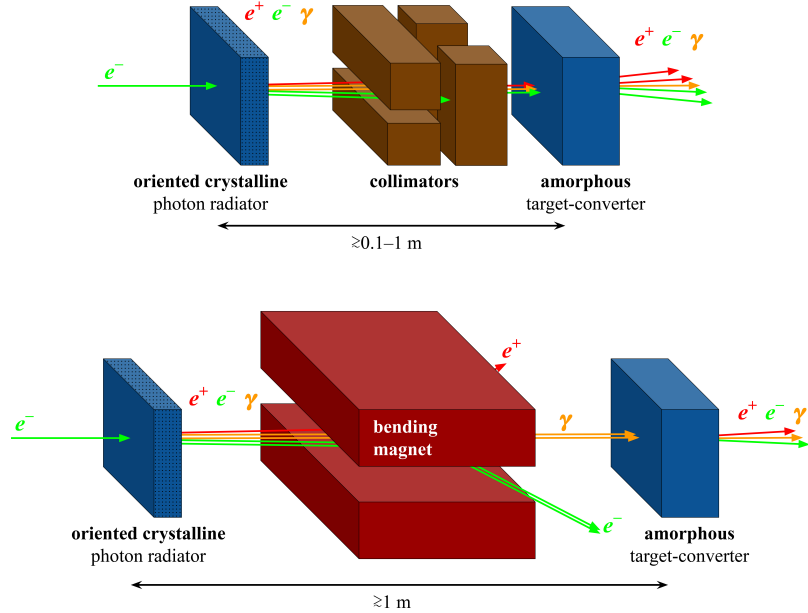 e⁺ e⁻ γ
e⁺ e⁻ γ
e⁻
oriented crystalline
photon radiator
collimators
amorphous
target-converter
≳0.1–1 m
e⁺
e⁺ e⁻ γ
e⁺ e⁻ γ
e⁻
bending
magnet
γ
e⁻
oriented crystalline
photon radiator
amorphous
target-converter
≳1 m